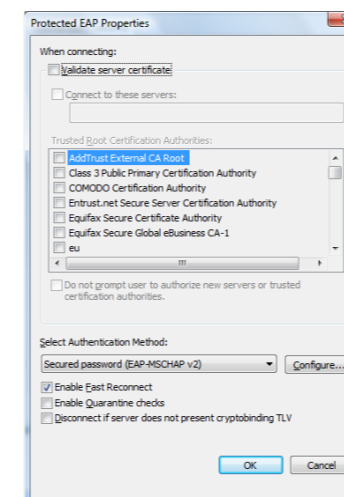 Protected EAP Properties
When connecting:
Validate server certificate
Connect to these servers:
Trusted Root Certification Authorities:
AddTrust External CA Root
Class 3 Public Primary Certification Authority
COMODO Certification Authority
Entrust.net Secure Server Certification Authority
Equifax Secure Certificate Authority
Equifax Secure Global eBusiness CA-1
eu
Do not prompt user to authorize new servers or trusted
certification authorities.
Select Authentication Method:
Secured password (EAP-MSCHAP v2)
Configure...
Enable Fast Reconnect
Enable Quarantine checks
Disconnect if server does not present cryptobinding TLV
OK
Cancel